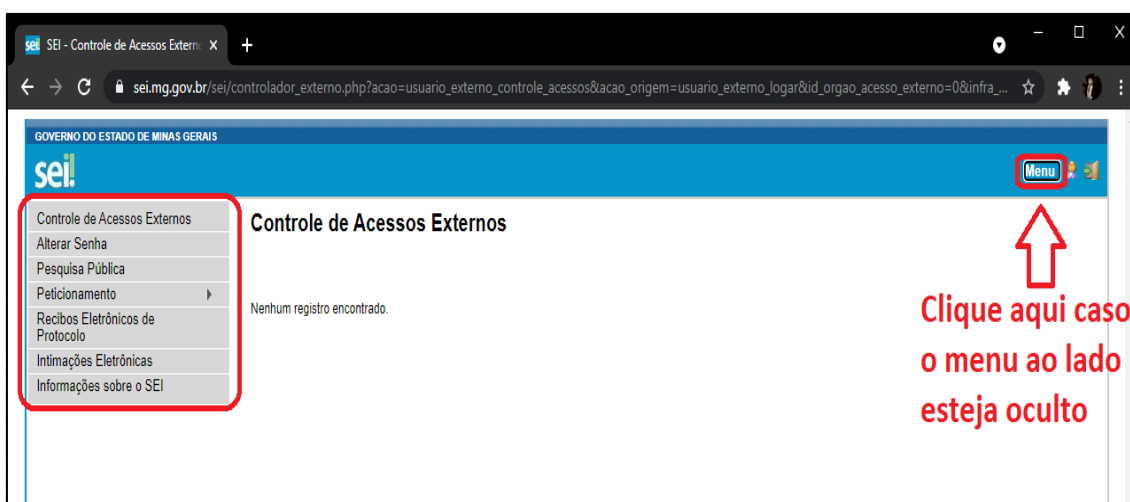 sei! SEI - Controle de Acessos Extern
sei.mg.gov.br/sei/controlador_externo.php?acao=usuario_externo_controle_acessos&acao_origem=usuario_externo_logar&id_orgao_acesso_externo=0&infra_...
GOVERNO DO ESTADO DE MINAS GERAIS
sei!
Menu
Controle de Acessos Externos
Alterar Senha
Pesquisa Pública
Peticionamento
Recibos Eletrônicos de
Protocolo
Intimações Eletrônicas
Informações sobre o SEI
Controle de Acessos Externos
Nenhum registro encontrado.
Clique aqui caso
o menu ao lado
esteja oculto